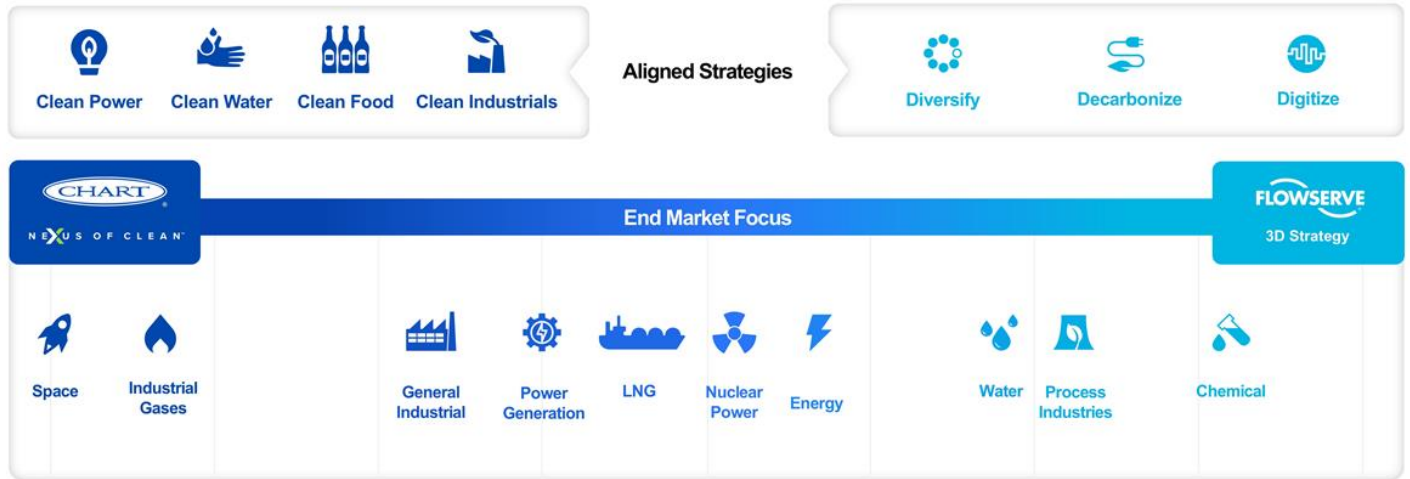 Clean Power
Clean Water
Clean Food
Clean Industrials
Aligned Strategies
Diversify
Decarbonize
Digitize
CHART®
NEXUS OF CLEAN™
End Market Focus
FLOWSERVE
3D Strategy
Space
Industrial
Gases
General
Industrial
Power
Generation
LNG
Nuclear
Power
Energy
Water
Process
Industries
Chemical